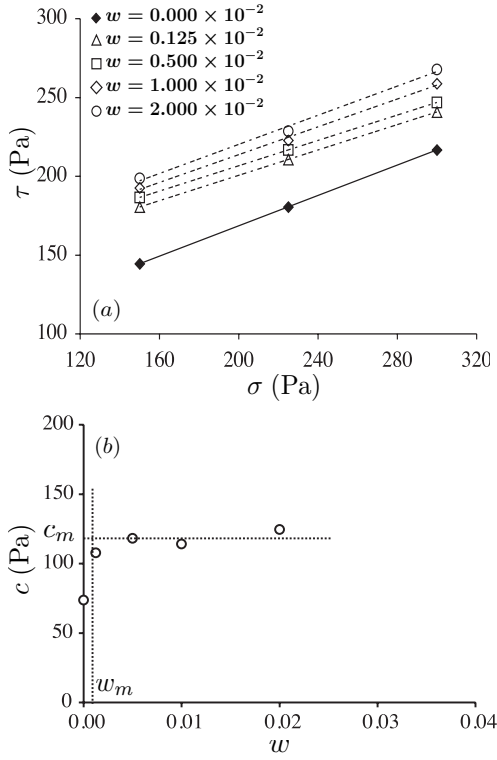 300
w = 0.000 × 10⁻²
w = 0.125 × 10⁻²
w = 0.500 × 10⁻²
w = 1.000 × 10⁻²
w = 2.000 × 10⁻²
250
τ (Pa)
200
150
(a)
100
120 160 200 240 280 320
σ (Pa)
200
(b)
150
c_m
c (Pa)
100
50
w_m
0
0.00 0.01 0.02 0.03 0.04
w